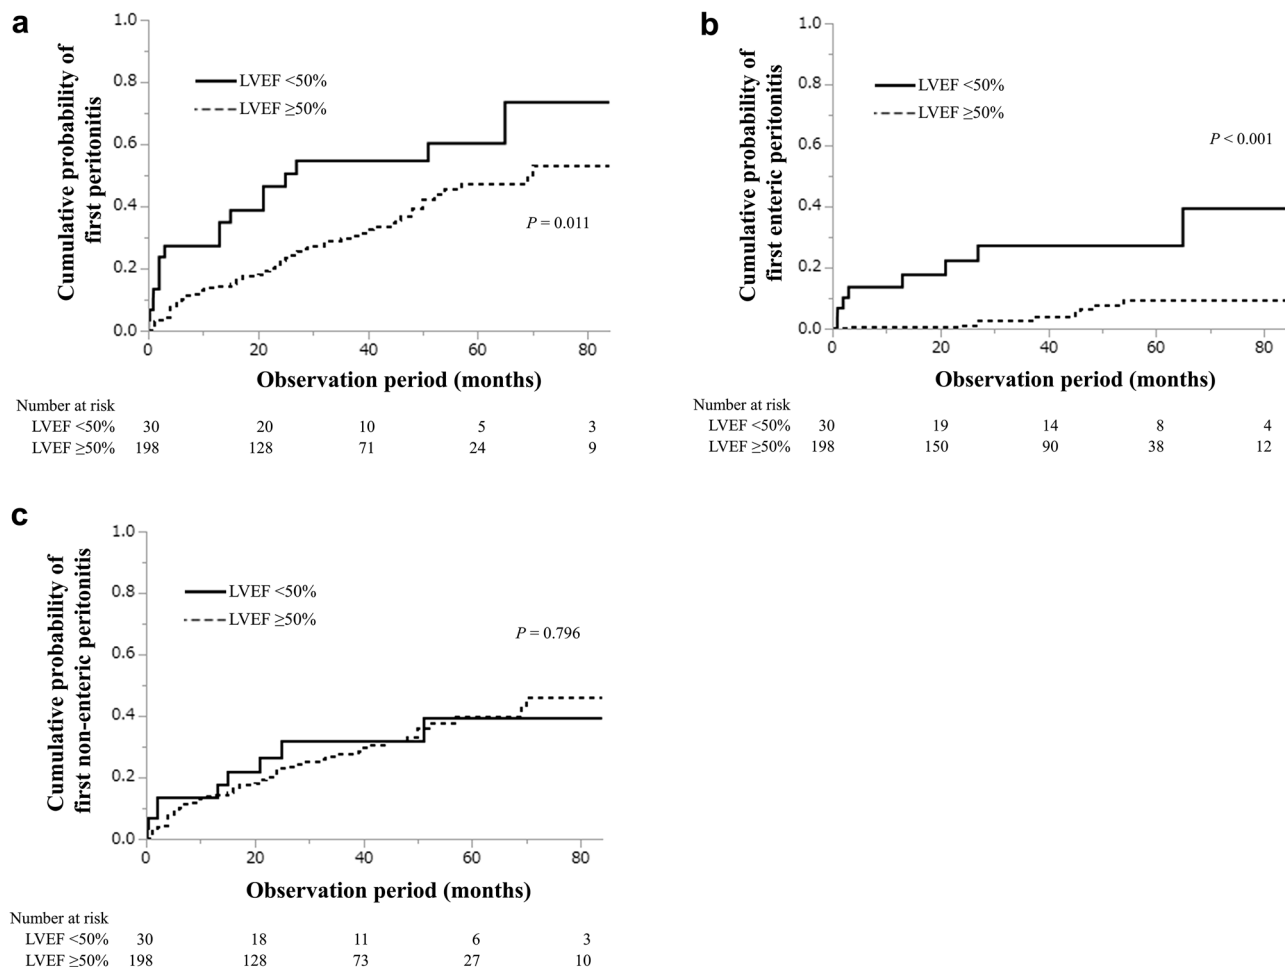 a
Cumulative probability of
first peritonitis
1.0
0.8
0.6
0.4
0.2
0.0
LVEF <50%
LVEF ≥50%
P = 0.011
0 20 40 60 80
Observation period (months)
Number at risk
LVEF <50% 30 20 10 5 3
LVEF ≥50% 198 128 71 24 9
b
Cumulative probability of
first enteric peritonitis
1.0
0.8
0.6
0.4
0.2
0.0
LVEF <50%
LVEF ≥50%
P < 0.001
0 20 40 60 80
Observation period (months)
Number at risk
LVEF <50% 30 19 14 8 4
LVEF ≥50% 198 150 90 38 12
c
Cumulative probability of
first non-enteric peritonitis
1.0
0.8
0.6
0.4
0.2
0.0
LVEF <50%
LVEF ≥50%
P = 0.796
0 20 40 60 80
Observation period (months)
Number at risk
LVEF <50% 30 18 11 6 3
LVEF ≥50% 198 128 73 27 10